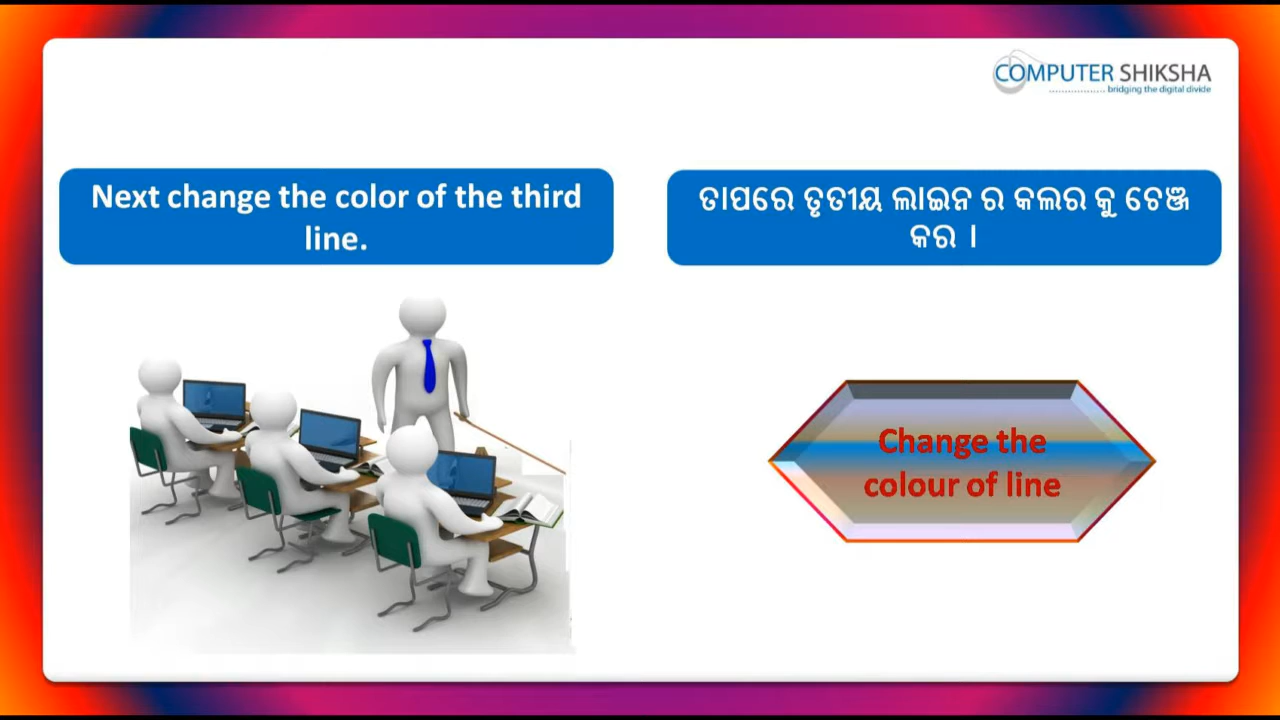 COMPUTER SHIKSHA
bridging the digital divide
Next change the color of the third
line.
ତାପରେ ତୃତୀୟ ଲାଇନ ର କଲର କୁ ଚେଞ୍ଜ
କର ।
Change the
colour of line